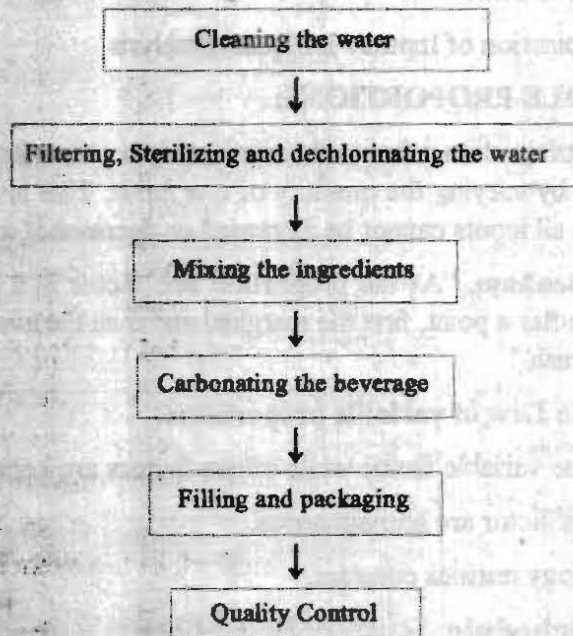 Cleaning the water
Filtering, Sterilizing and dechlorinating the water
Mixing the ingredients
Carbonating the beverage
Filling and packaging
Quality Control